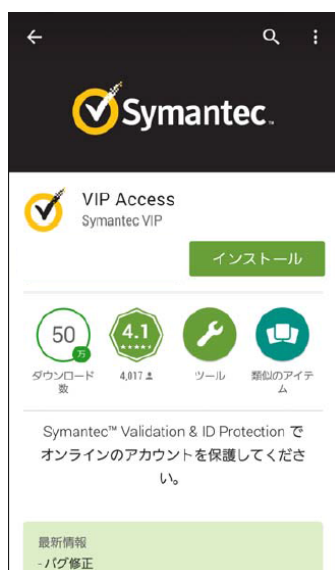 Symantec™
VIP Access
Symantec VIP
インストール
50
万
4.1
ダウンロード
数
4,017
ツール
類似のアイテ
ム
Symantec™ Validation & ID Protection で
オンラインのアカウントを保護してくださ
い。
最新情報
- バグ修正